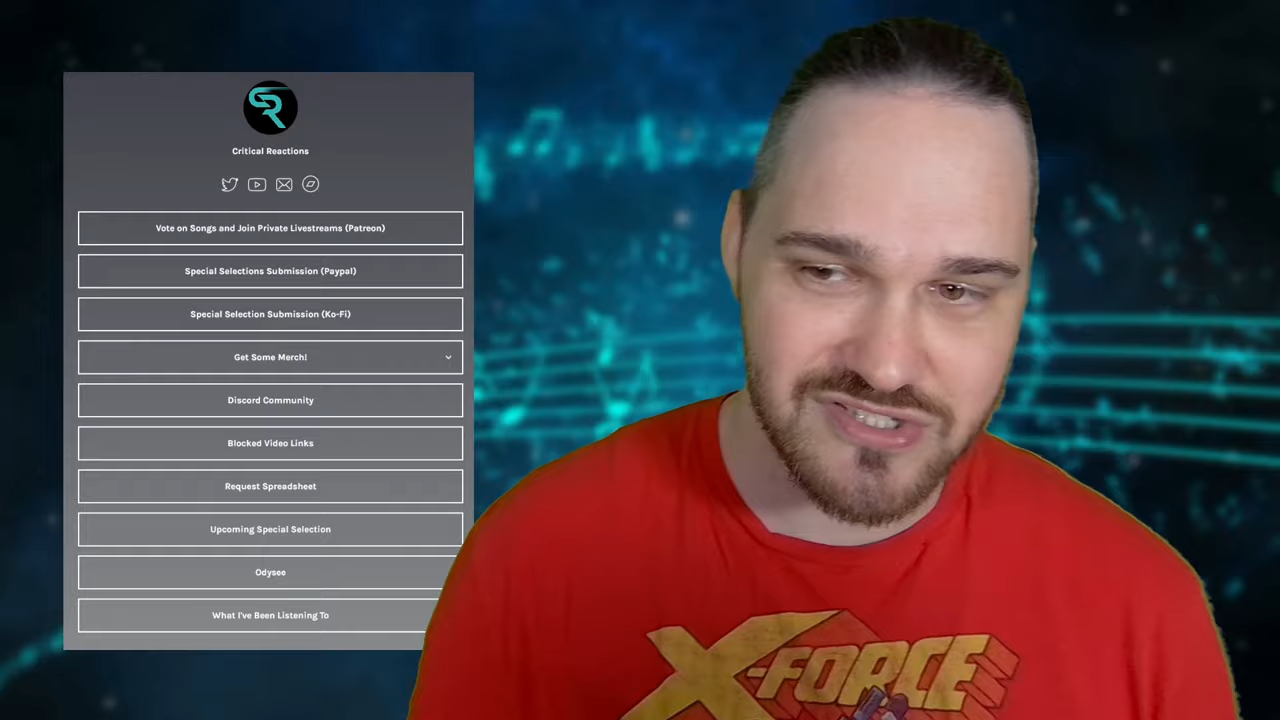 CR
Critical Reactions
Vote on Songs and Join Private Livestreams (Patreon)
Special Selections Submission (Paypal)
Special Selection Submission (Ko-Fi)
Get Some Merch!
Discord Community
Blocked Video Links
Request Spreadsheet
Upcoming Special Selection
Odysee
What I've Been Listening To
X-FORCE